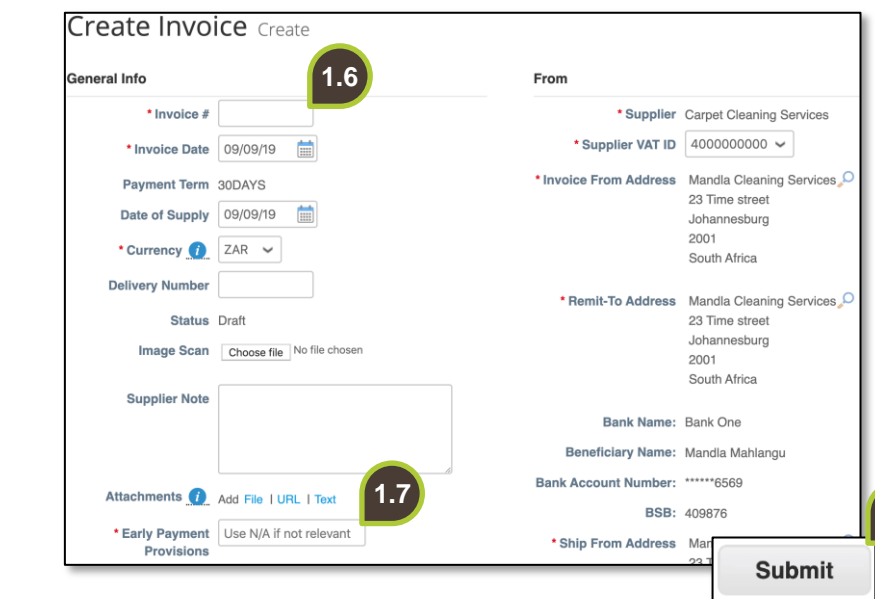 Create Invoice Create
General Info
1.6
* Invoice #
* Invoice Date 09/09/19
Payment Term 30DAYS
Date of Supply 09/09/19
* Currency i ZAR
Delivery Number
Status Draft
Image Scan Choose file No file chosen
Supplier Note
Attachments i Add File | URL | Text
1.7
* Early Payment Provisions Use N/A if not relevant
From
* Supplier Carpet Cleaning Services
* Supplier VAT ID 4000000000
* Invoice From Address Mandla Cleaning Services
23 Time street
Johannesburg
2001
South Africa
* Remit-To Address Mandla Cleaning Services
23 Time street
Johannesburg
2001
South Africa
Bank Name: Bank One
Beneficiary Name: Mandla Mahlangu
Bank Account Number: ******6569
BSB: 409876
* Ship From Address
Submit